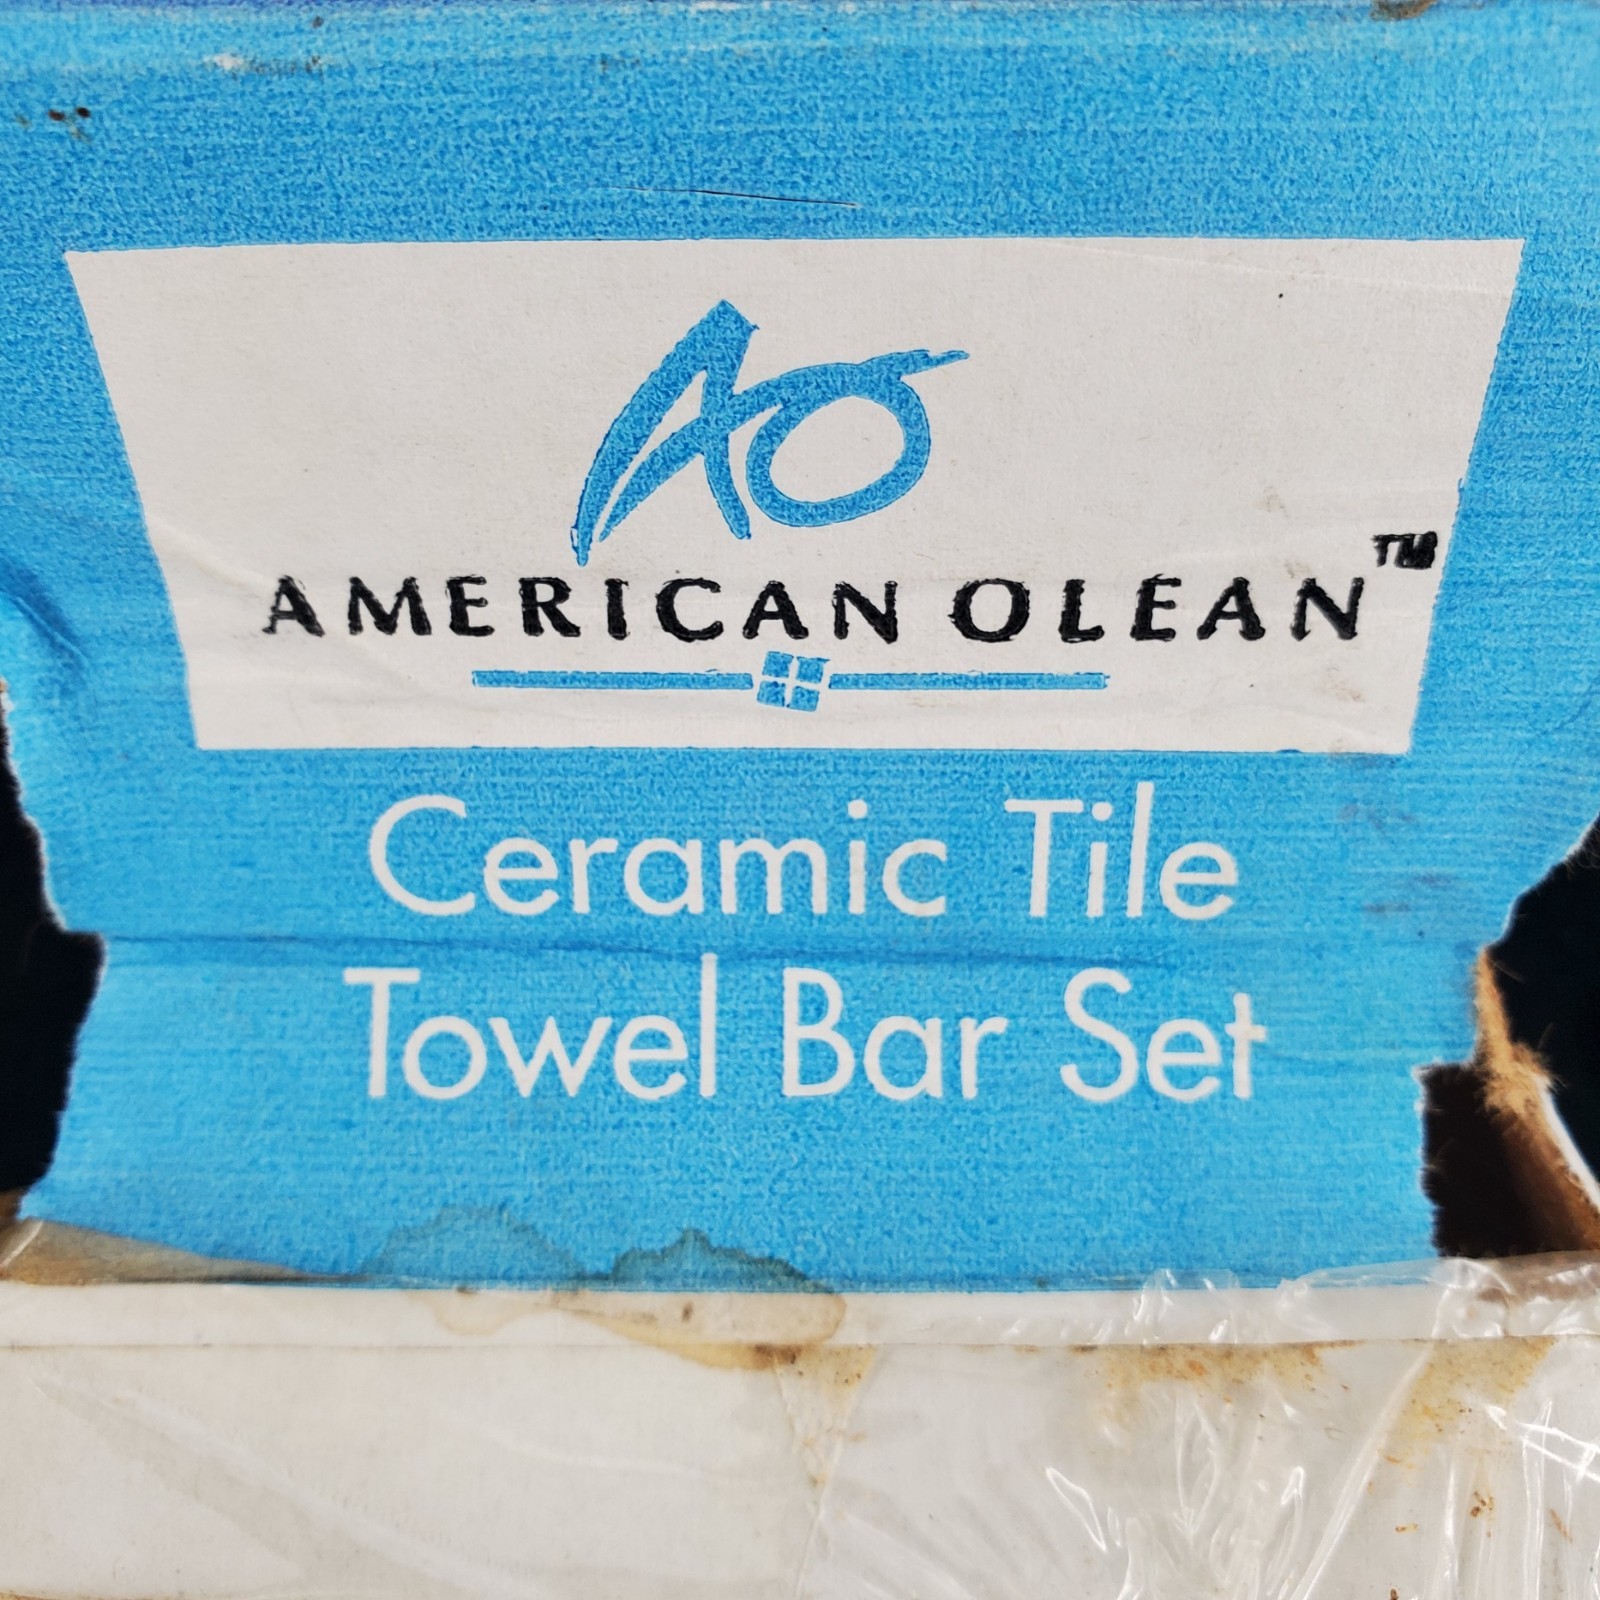 AO
AMERICAN OLEAN™
Ceramic Tile
Towel Bar Set